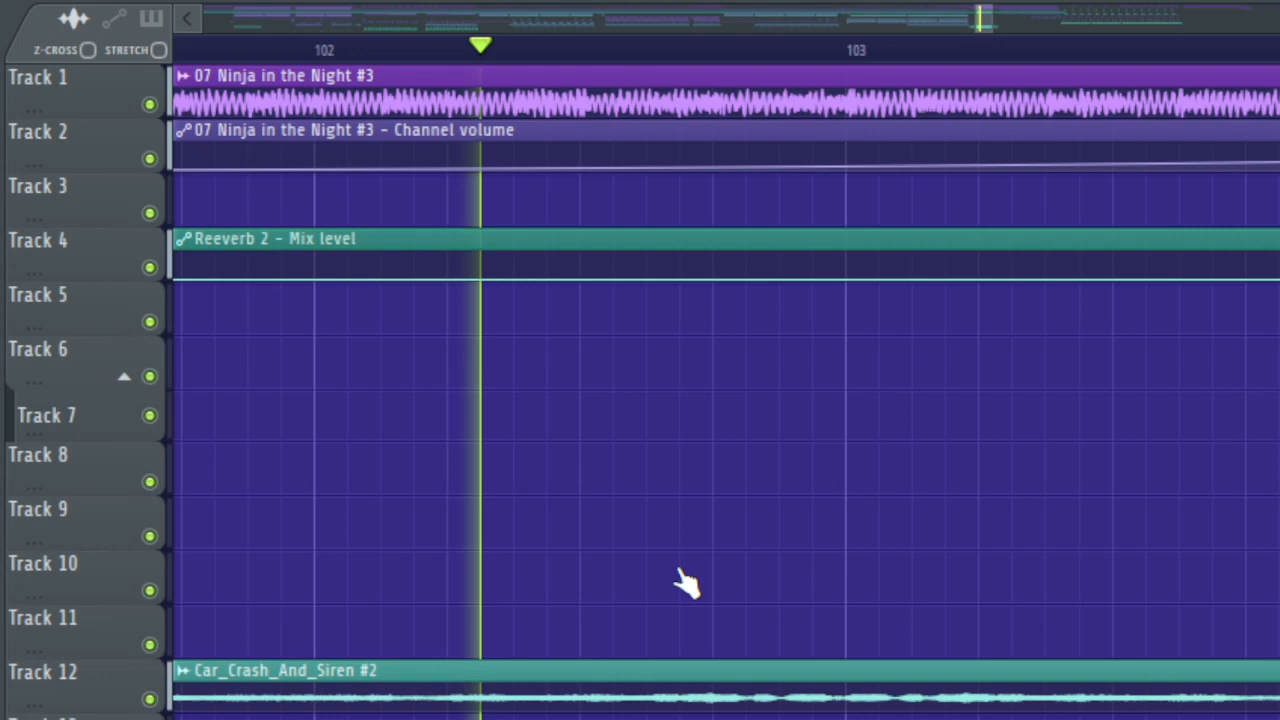 Z-CROSS STRETCH
102 103
Track 1
07 Ninja in the Night #3
Track 2
07 Ninja in the Night #3 - Channel volume
Track 3
Track 4
Reeverb 2 - Mix level
Track 5
Track 6
Track 7
Track 8
Track 9
Track 10
Track 11
Track 12
Car_Crash_And_Siren #2